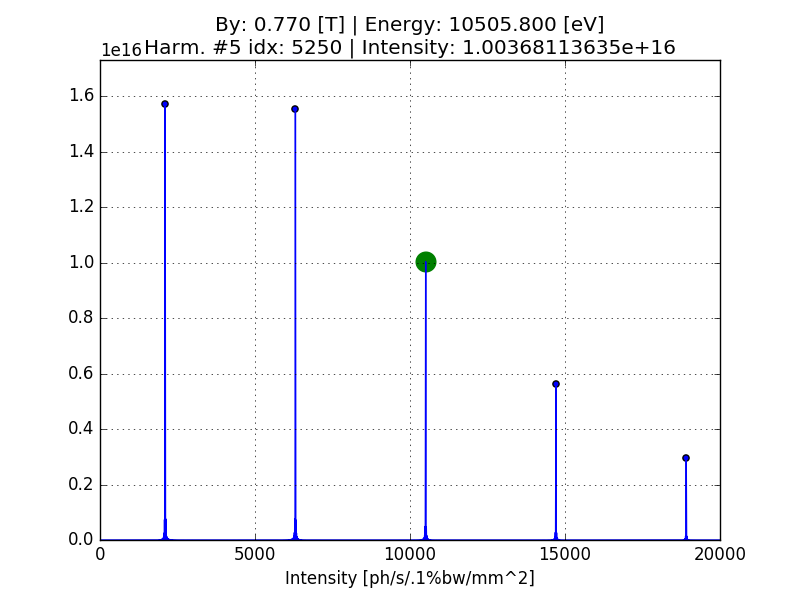 By: 0.770 [T] | Energy: 10505.800 [eV]
1e16 Harm. #5 idx: 5250 | Intensity: 1.00368113635e+16
1.6
1.4
1.2
1.0
0.8
0.6
0.4
0.2
0.0
0 5000 10000 15000 20000
Intensity [ph/s/.1%bw/mm^2]